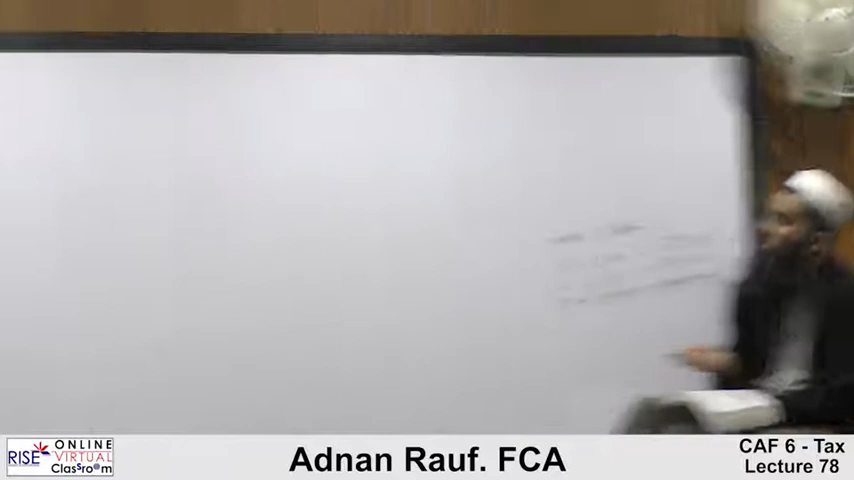 RISE ONLINE
VIRTUAL
Classroom
Adnan Rauf. FCA
CAF 6 - Tax
Lecture 78